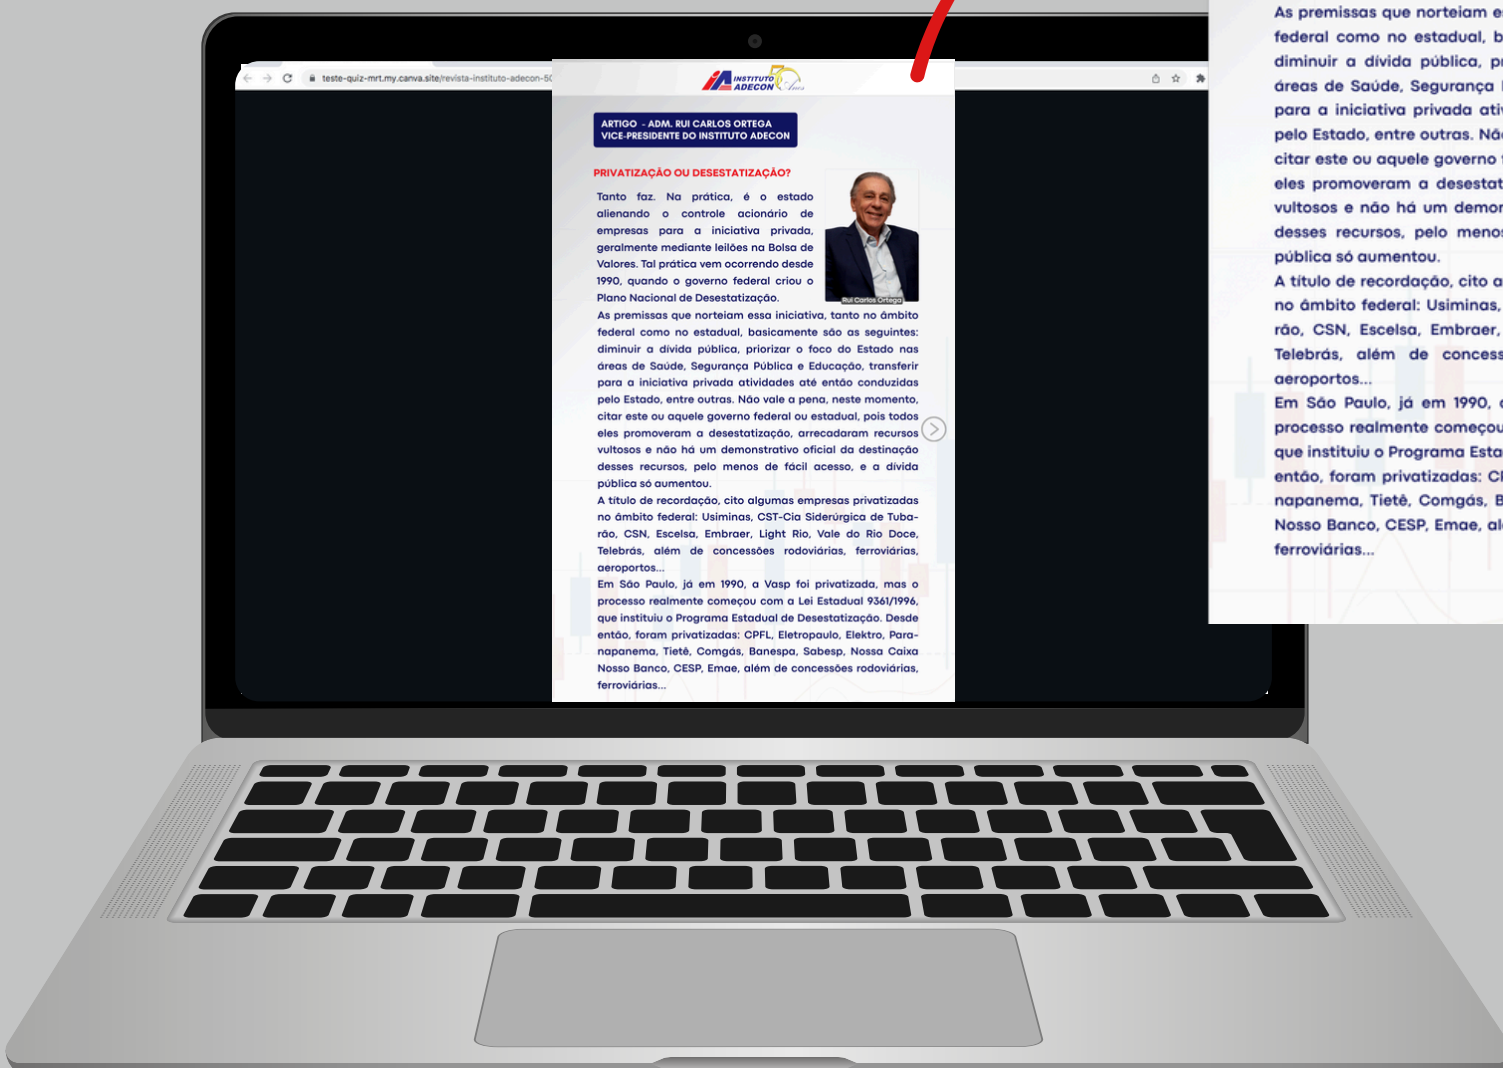 teste-quiz-mrt.my.canva.site/revista-instituto-adecon-50
INSTITUTO
ADECON
Anos
ARTIGO - ADM. RUI CARLOS ORTEGA
VICE-PRESIDENTE DO INSTITUTO ADECON
PRIVATIZAÇÃO OU DESESTATIZAÇÃO?
Tanto faz. Na prática, é o estado
alienando o controle acionário de
empresas para a iniciativa privada,
geralmente mediante leilões na Bolsa de
Valores. Tal prática vem ocorrendo desde
1990, quando o governo federal criou o
Plano Nacional de Desestatização.
Rui Carlos Ortega
As premissas que norteiam essa iniciativa, tanto no âmbito
federal como no estadual, basicamente são as seguintes:
diminuir a dívida pública, priorizar o foco do Estado nas
áreas de Saúde, Segurança Pública e Educação, transferir
para a iniciativa privada atividades até então conduzidas
pelo Estado, entre outras. Não vale a pena, neste momento,
citar este ou aquele governo federal ou estadual, pois todos
eles promoveram a desestatização, arrecadaram recursos
vultosos e não há um demonstrativo oficial da destinação
desses recursos, pelo menos de fácil acesso, e a dívida
pública só aumentou.
A título de recordação, cito algumas empresas privatizadas
no âmbito federal: Usiminas, CST-Cia Siderúrgica de Tuba-
rão, CSN, Escelsa, Embraer, Light Rio, Vale do Rio Doce,
Telebrás, além de concessões rodoviárias, ferroviárias,
aeroportos...
Em São Paulo, já em 1990, a Vasp foi privatizada, mas o
processo realmente começou com a Lei Estadual 9361/1996,
que instituiu o Programa Estadual de Desestatização. Desde
então, foram privatizadas: CPFL, Eletropaulo, Elektro, Para-
napanema, Tietê, Comgás, Banespa, Sabesp, Nossa Caixa
Nosso Banco, CESP, Emae, além de concessões rodoviárias,
ferroviárias...
As premissas que norteiam
federal como no estadual,
diminuir a dívida pública,
áreas de Saúde, Segurança
para a iniciativa privada
pelo Estado, entre outras.
citar este ou aquele governo
eles promoveram a
vultosos e não há um
desses recursos, pelo
pública só aumentou.
A título de recordação, cito
no âmbito federal: Usiminas,
rão, CSN, Escelsa, Embraer,
Telebrás, além de
aeroportos...
Em São Paulo, já em 1990,
processo realmente
que instituiu o Programa
então, foram privatizadas:
napanema, Tietê, Comgás,
Nosso Banco, CESP, Emae,
ferroviárias...